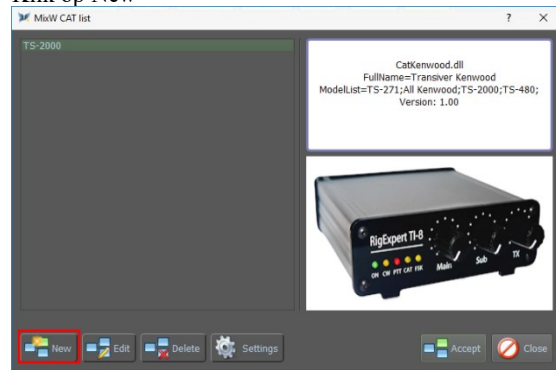 Klik op New
MixW CAT list
?
TS-2000
CatKenwood.dll
FullName=Transiver Kenwood
ModelList=TS-271;All Kenwood;TS-2000;TS-480;
Version: 1.00
RigExpert TI-8
ON CW PTT CAT FSK
Main
Sub
TX
New
Edit
Delete
Settings
Accept
Close